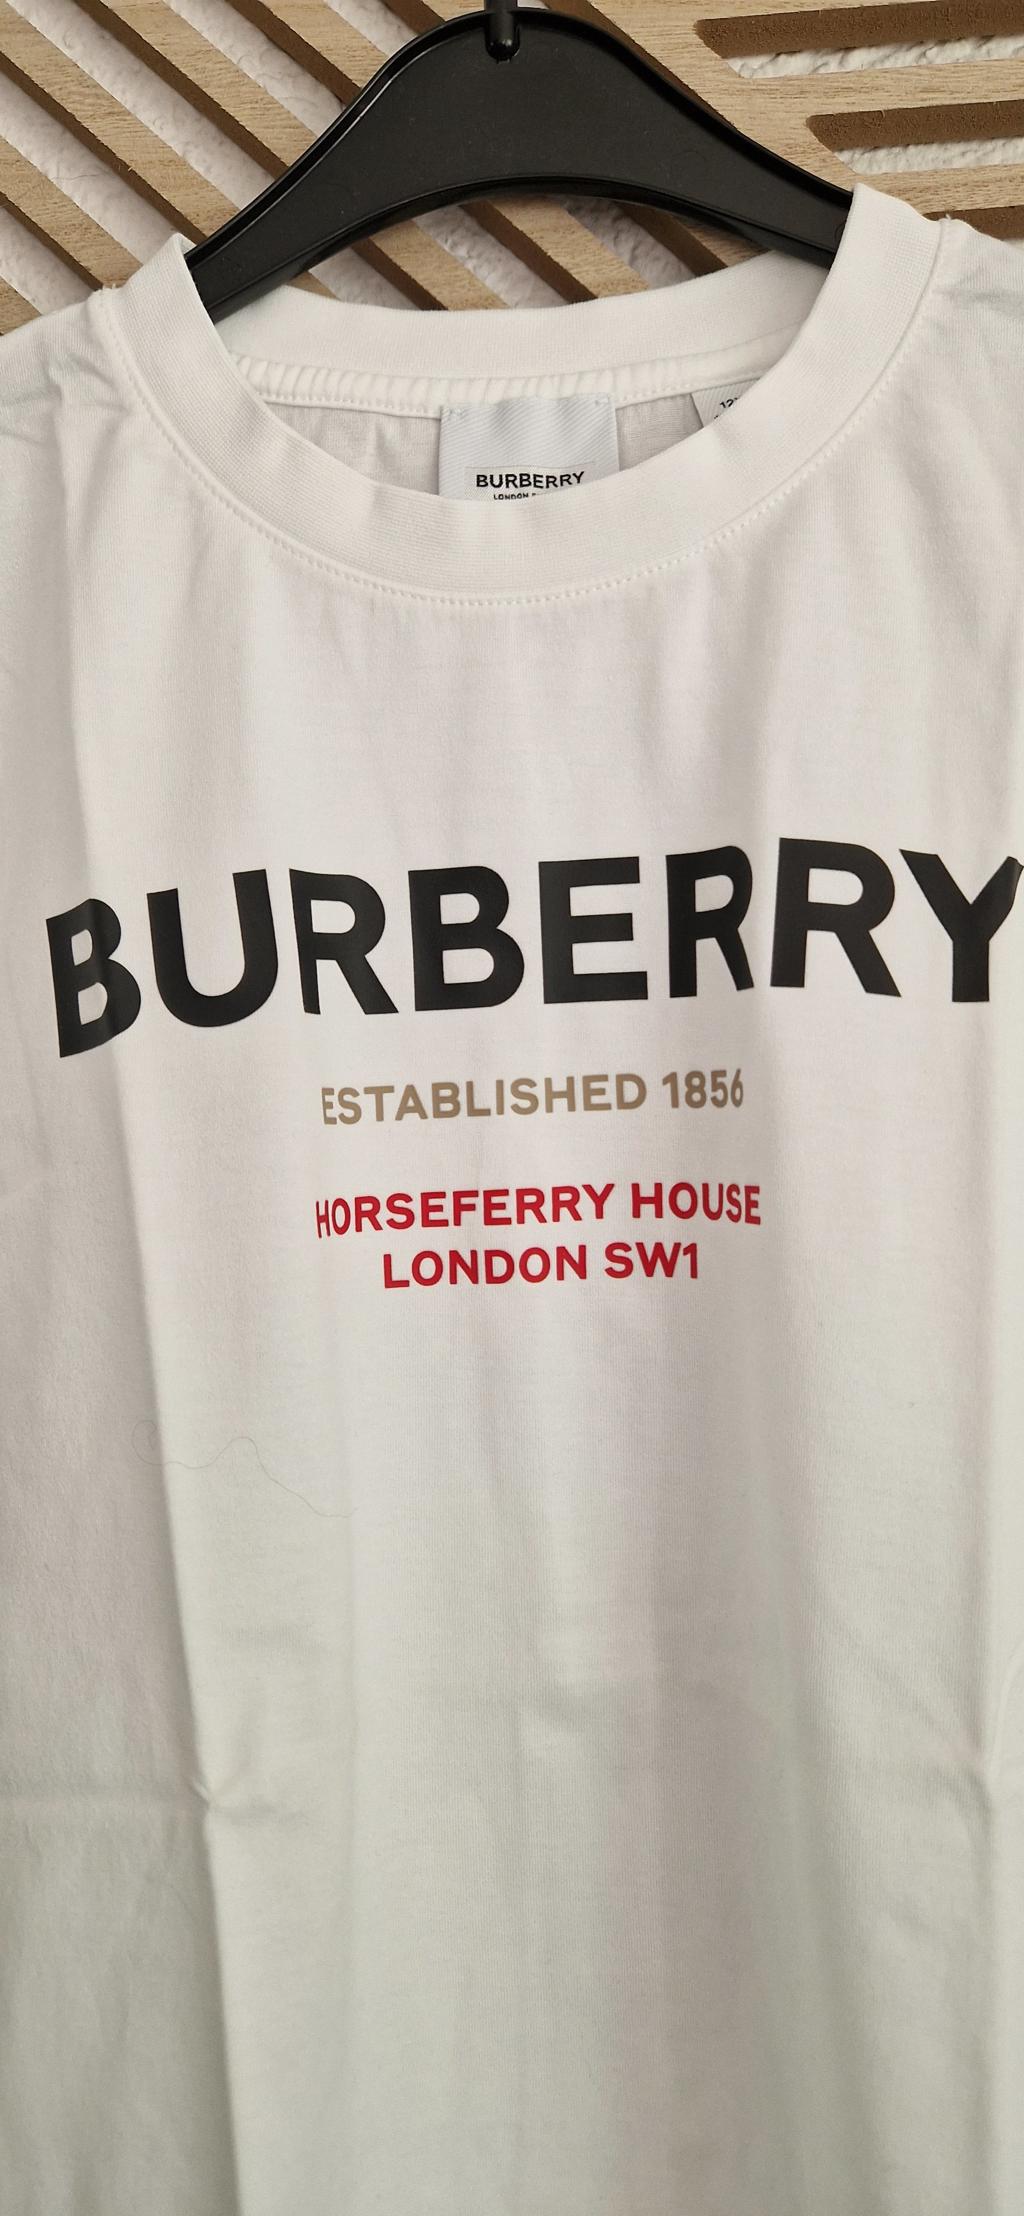 BURBERRY
BURBERRY
ESTABLISHED 1856
HORSEFERRY HOUSE
LONDON SW1